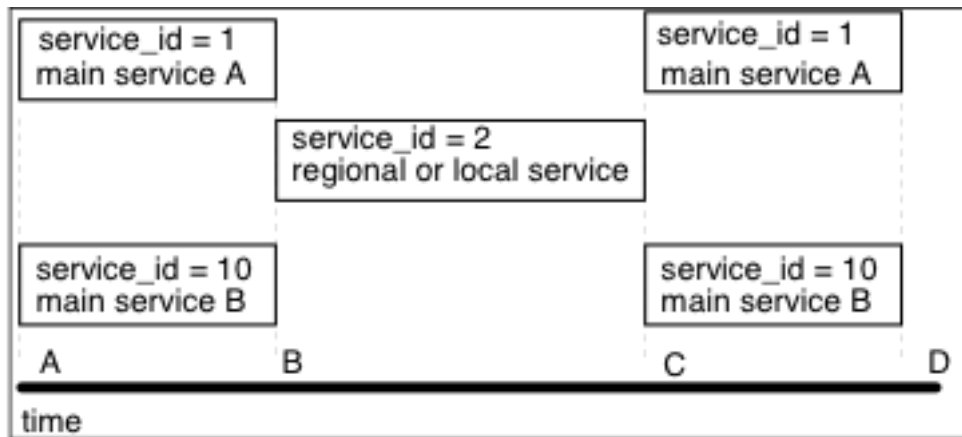 service_id = 1
main service A
service_id = 1
main service A
service_id = 2
regional or local service
service_id = 10
main service B
service_id = 10
main service B
A B C D
time